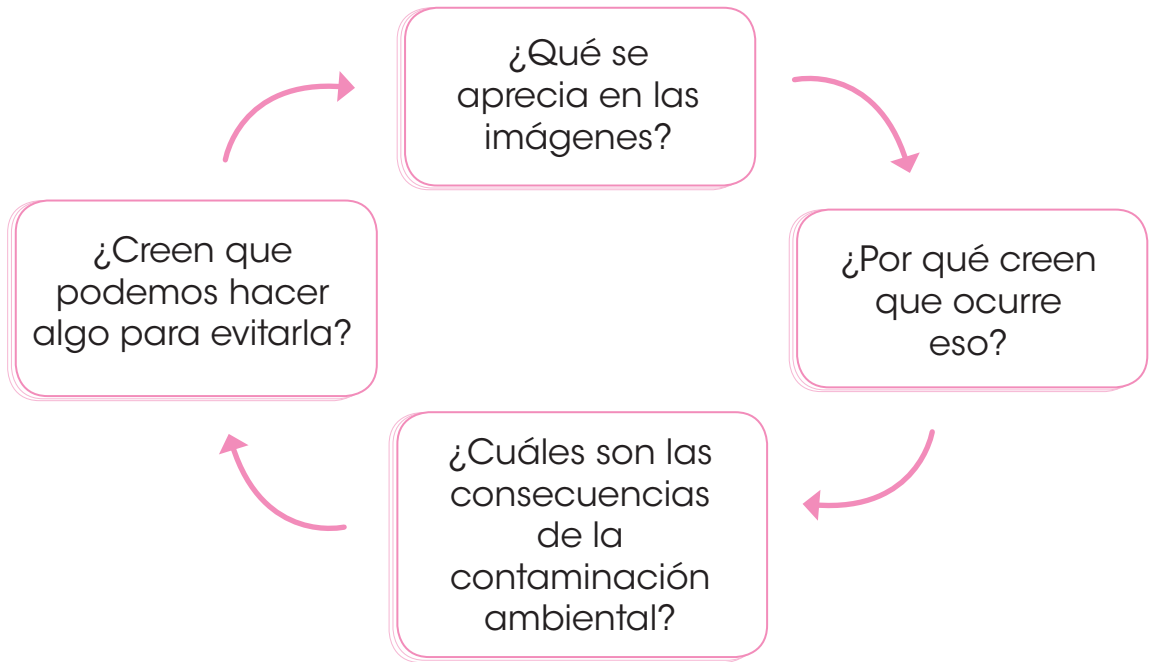 ¿Qué se
aprecia en las
imágenes?
¿Por qué creen
que ocurre
eso?
¿Cuáles son las
consecuencias
de la
contaminación
ambiental?
¿Creen que
podemos hacer
algo para evitarla?